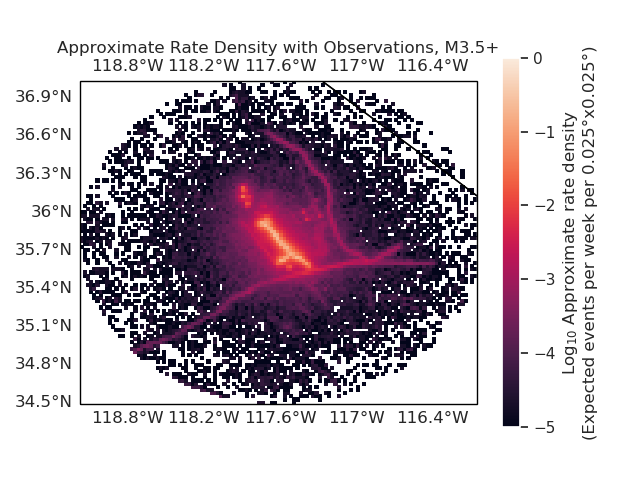 Approximate Rate Density with Observations, M3.5+
118.8°W 118.2°W 117.6°W 117°W 116.4°W
36.9°N
36.6°N
36.3°N
36°N
35.7°N
35.4°N
35.1°N
34.8°N
34.5°N
118.8°W 118.2°W 117.6°W 117°W 116.4°W
0
−1
−2
−3
−4
−5
Log₁₀ Approximate rate density
(Expected events per week per 0.025°x0.025°)